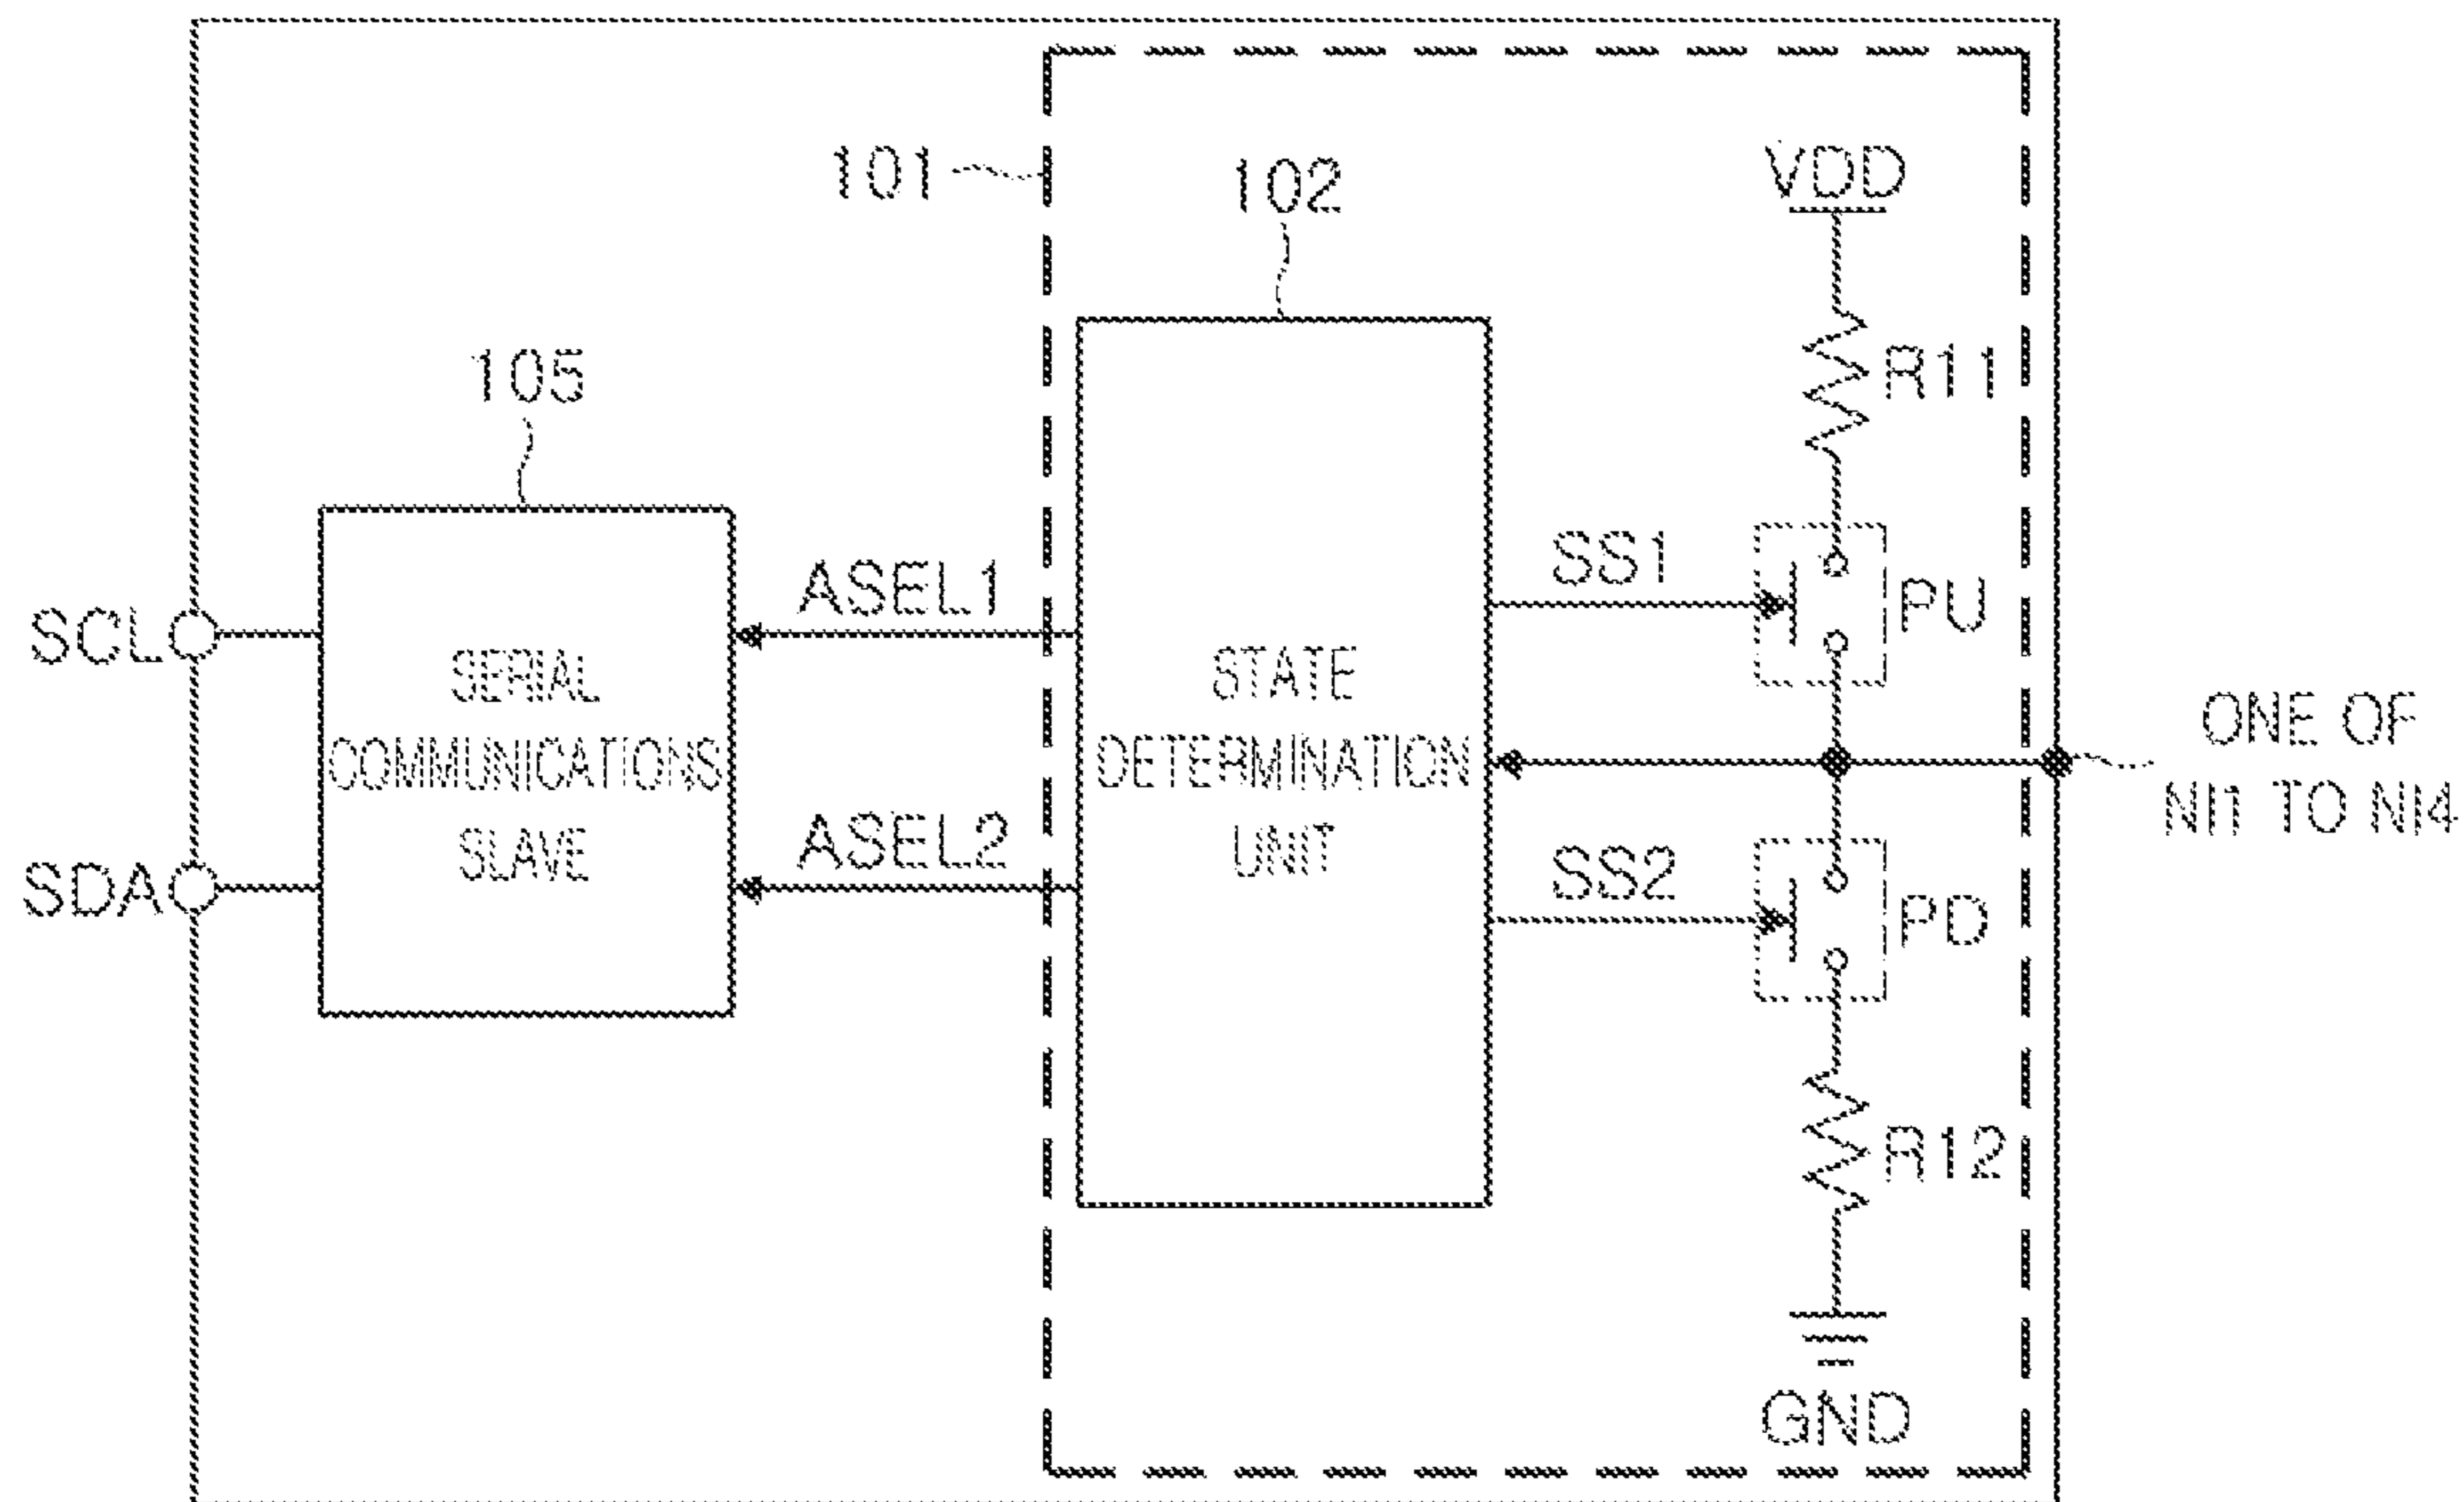 101
102
VDD
105
R11
SCL
ASEL1
SS1
PU
SERIAL
COMMUNICATIONS
SLAVE
STATE
DETERMINATION
UNIT
ONE OF
NI1 TO NI4
SDA
ASEL2
SS2
PD
R12
GND